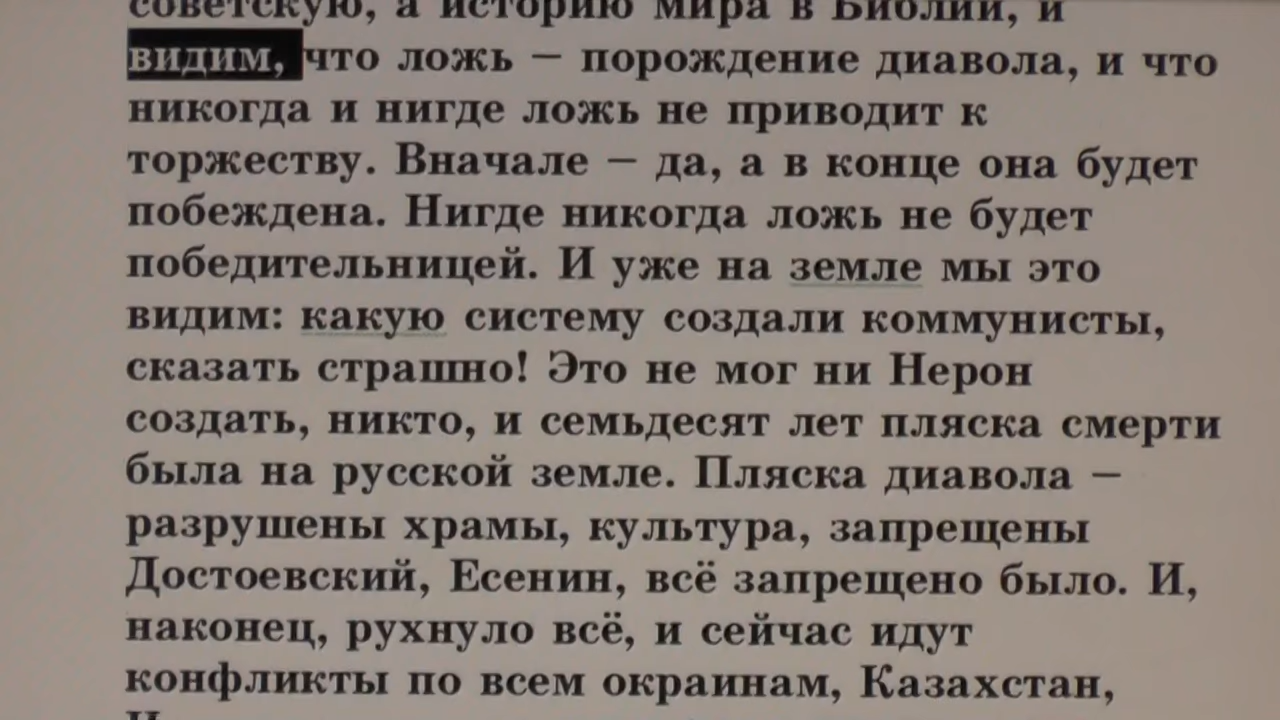 советскую, а историю мира в Библии, и
видим, что ложь – порождение диавола, и что
никогда и нигде ложь не приводит к
торжеству. Вначале – да, а в конце она будет
побеждена. Нигде никогда ложь не будет
победительницей. И уже на земле мы это
видим: какую систему создали коммунисты,
сказать страшно! Это не мог ни Нерон
создать, никто, и семьдесят лет пляска смерти
была на русской земле. Пляска диавола –
разрушены храмы, культура, запрещены
Достоевский, Есенин, всё запрещено было. И,
наконец, рухнуло всё, и сейчас идут
конфликты по всем окраинам, Казахстан,